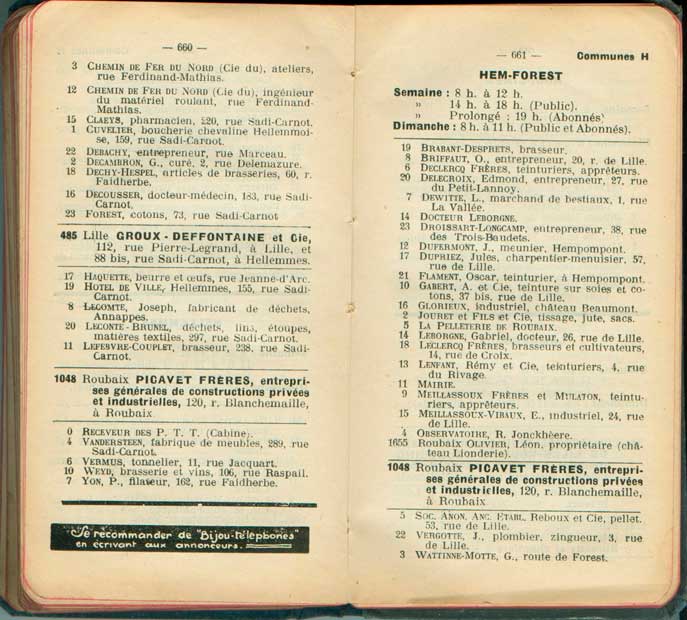 — 660 —
3 CHEMIN DE FER DU NORD (Cie du), ateliers,
rue Ferdinand-Mathias.
12 CHEMIN DE FER DU NORD (Cie du), ingénieur
du matériel roulant, rue Ferdinand-
Mathias.
15 CLAEYS, pharmacien, 220, rue Sadi-Carnot.
1 CUVELIER, boucherie chevaline Hellemmoi-
se, 159, rue Sadi-Carnot.
22 DEBACHY, entrepreneur, rue Marceau.
2 DECAMBRON, G., curé, 2, rue Delemazure.
18 DECHY-HESPEL, articles de brasseries, 60, r.
Faidherbe.
16 DECOUSSER, docteur-médecin, 183, rue Sadi-
Carnot.
23 FOREST, cotons, 73, rue Sadi-Carnot
485 Lille GROUX-DEFFONTAINE et Cie,
112, rue Pierre-Legrand, à Lille, et
88 bis, rue Sadi-Carnot, à Hellemmes.
17 HAQUETTE, beurre et œufs, rue Jeanne-d'Arc.
19 HOTEL DE VILLE, Hellemmes, 155, rue Sadi-
Carnot.
8 LECOMTE, Joseph, fabricant de déchets,
Annappes.
20 LECONTE-BRUNEL, déchets, lins, étoupes,
matières textiles, 297, rue Sadi-Carnot.
11 LEFEBVRE-COUPLET, brasseur, 238, rue Sadi-
Carnot.
1048 Roubaix PICAVET FRÈRES, entrepri-
ses générales de constructions privées
et industrielles, 120, r. Blanchemaille,
à Roubaix
0 RECEVEUR DES P. T. T. (Cabine).
4 VANDERSTEEN, fabrique de meubles, 289, rue
Sadi-Carnot.
6 VERMUS, tonnelier, 11, rue Jacquart.
10 WEYD, brasserie et vins, 106, rue Raspail.
7 YON, P., filateur, 162, rue Faidherbe.
Se recommander de "Bijou-téléphones"
en écrivant aux annonceurs.
— 661 — Communes H
HEM-FOREST
Semaine : 8 h. à 12 h.
» 14 h. à 18 h. (Public).
» Prolongé : 19 h. (Abonnés)
Dimanche : 8 h. à 11 h. (Public et Abonnés).
19 BRABANT-DESPRETS, brasseur.
8 BRIFFAUT, O., entrepreneur, 20, r. de Lille.
6 DECLERCQ FRÈRES, teinturiers, apprêteurs.
20 DELECROIX, Edmond, entrepreneur, 27, rue
du Petit-Lannoy.
7 DEWITTE, L., marchand de bestiaux, 1, rue
La Vallée.
14 DOCTEUR LEBORGNE.
23 DROISSART-LONGCAMP, entrepreneur, 38, rue
des Trois-Baudets.
12 DUFERMONT, J., meunier, Hempompont.
17 DUPRIEZ, Jules, charpentier-menuisier, 57,
rue de Lille.
21 FLAMENT, Oscar, teinturier, à Hempompont.
10 GABERT, A. et Cie, teinture sur soies et co-
tons, 37 bis, rue de Lille.
16 GLORIEUX, industriel, château Beaumont.
2 JOURET et FILS et Cie, tissage, jute, sacs.
5 LA PELLETERIE DE ROUBAIX.
14 LEBORGNE, Gabriel, docteur, 26, rue de Lille.
18 LECLERCQ FRÈRES, brasseurs et cultivateurs,
14, rue de Croix.
13 LENFANT, Rémy et Cie, teinturiers, 4, rue
du Rivage.
11 MAIRIE.
9 MEILLASSOUX FRÈRES et MULATON, teintu-
riers, apprêteurs.
15 MEILLASSOUX-VIBAUX, E., industriel, 24, rue
de Lille.
4 OBSERVATOIRE, R. Jonckhèere.
1655 Roubaix OLIVIER, Léon, propriétaire (châ-
teau Lionderie).
1048 Roubaix PICAVET FRÈRES, entrepri-
ses générales de constructions privées
et industrielles, 120, r. Blanchemaille,
à Roubaix
5 SOC. ANON. ANC. ETABL. Reboux et Cie, pellet.
53, rue de Lille.
22 VERGOTTE, J., plombier, zingueur, 3, rue
de Lille.
3 WATTINNE-MOTTE, G., route de Forest.